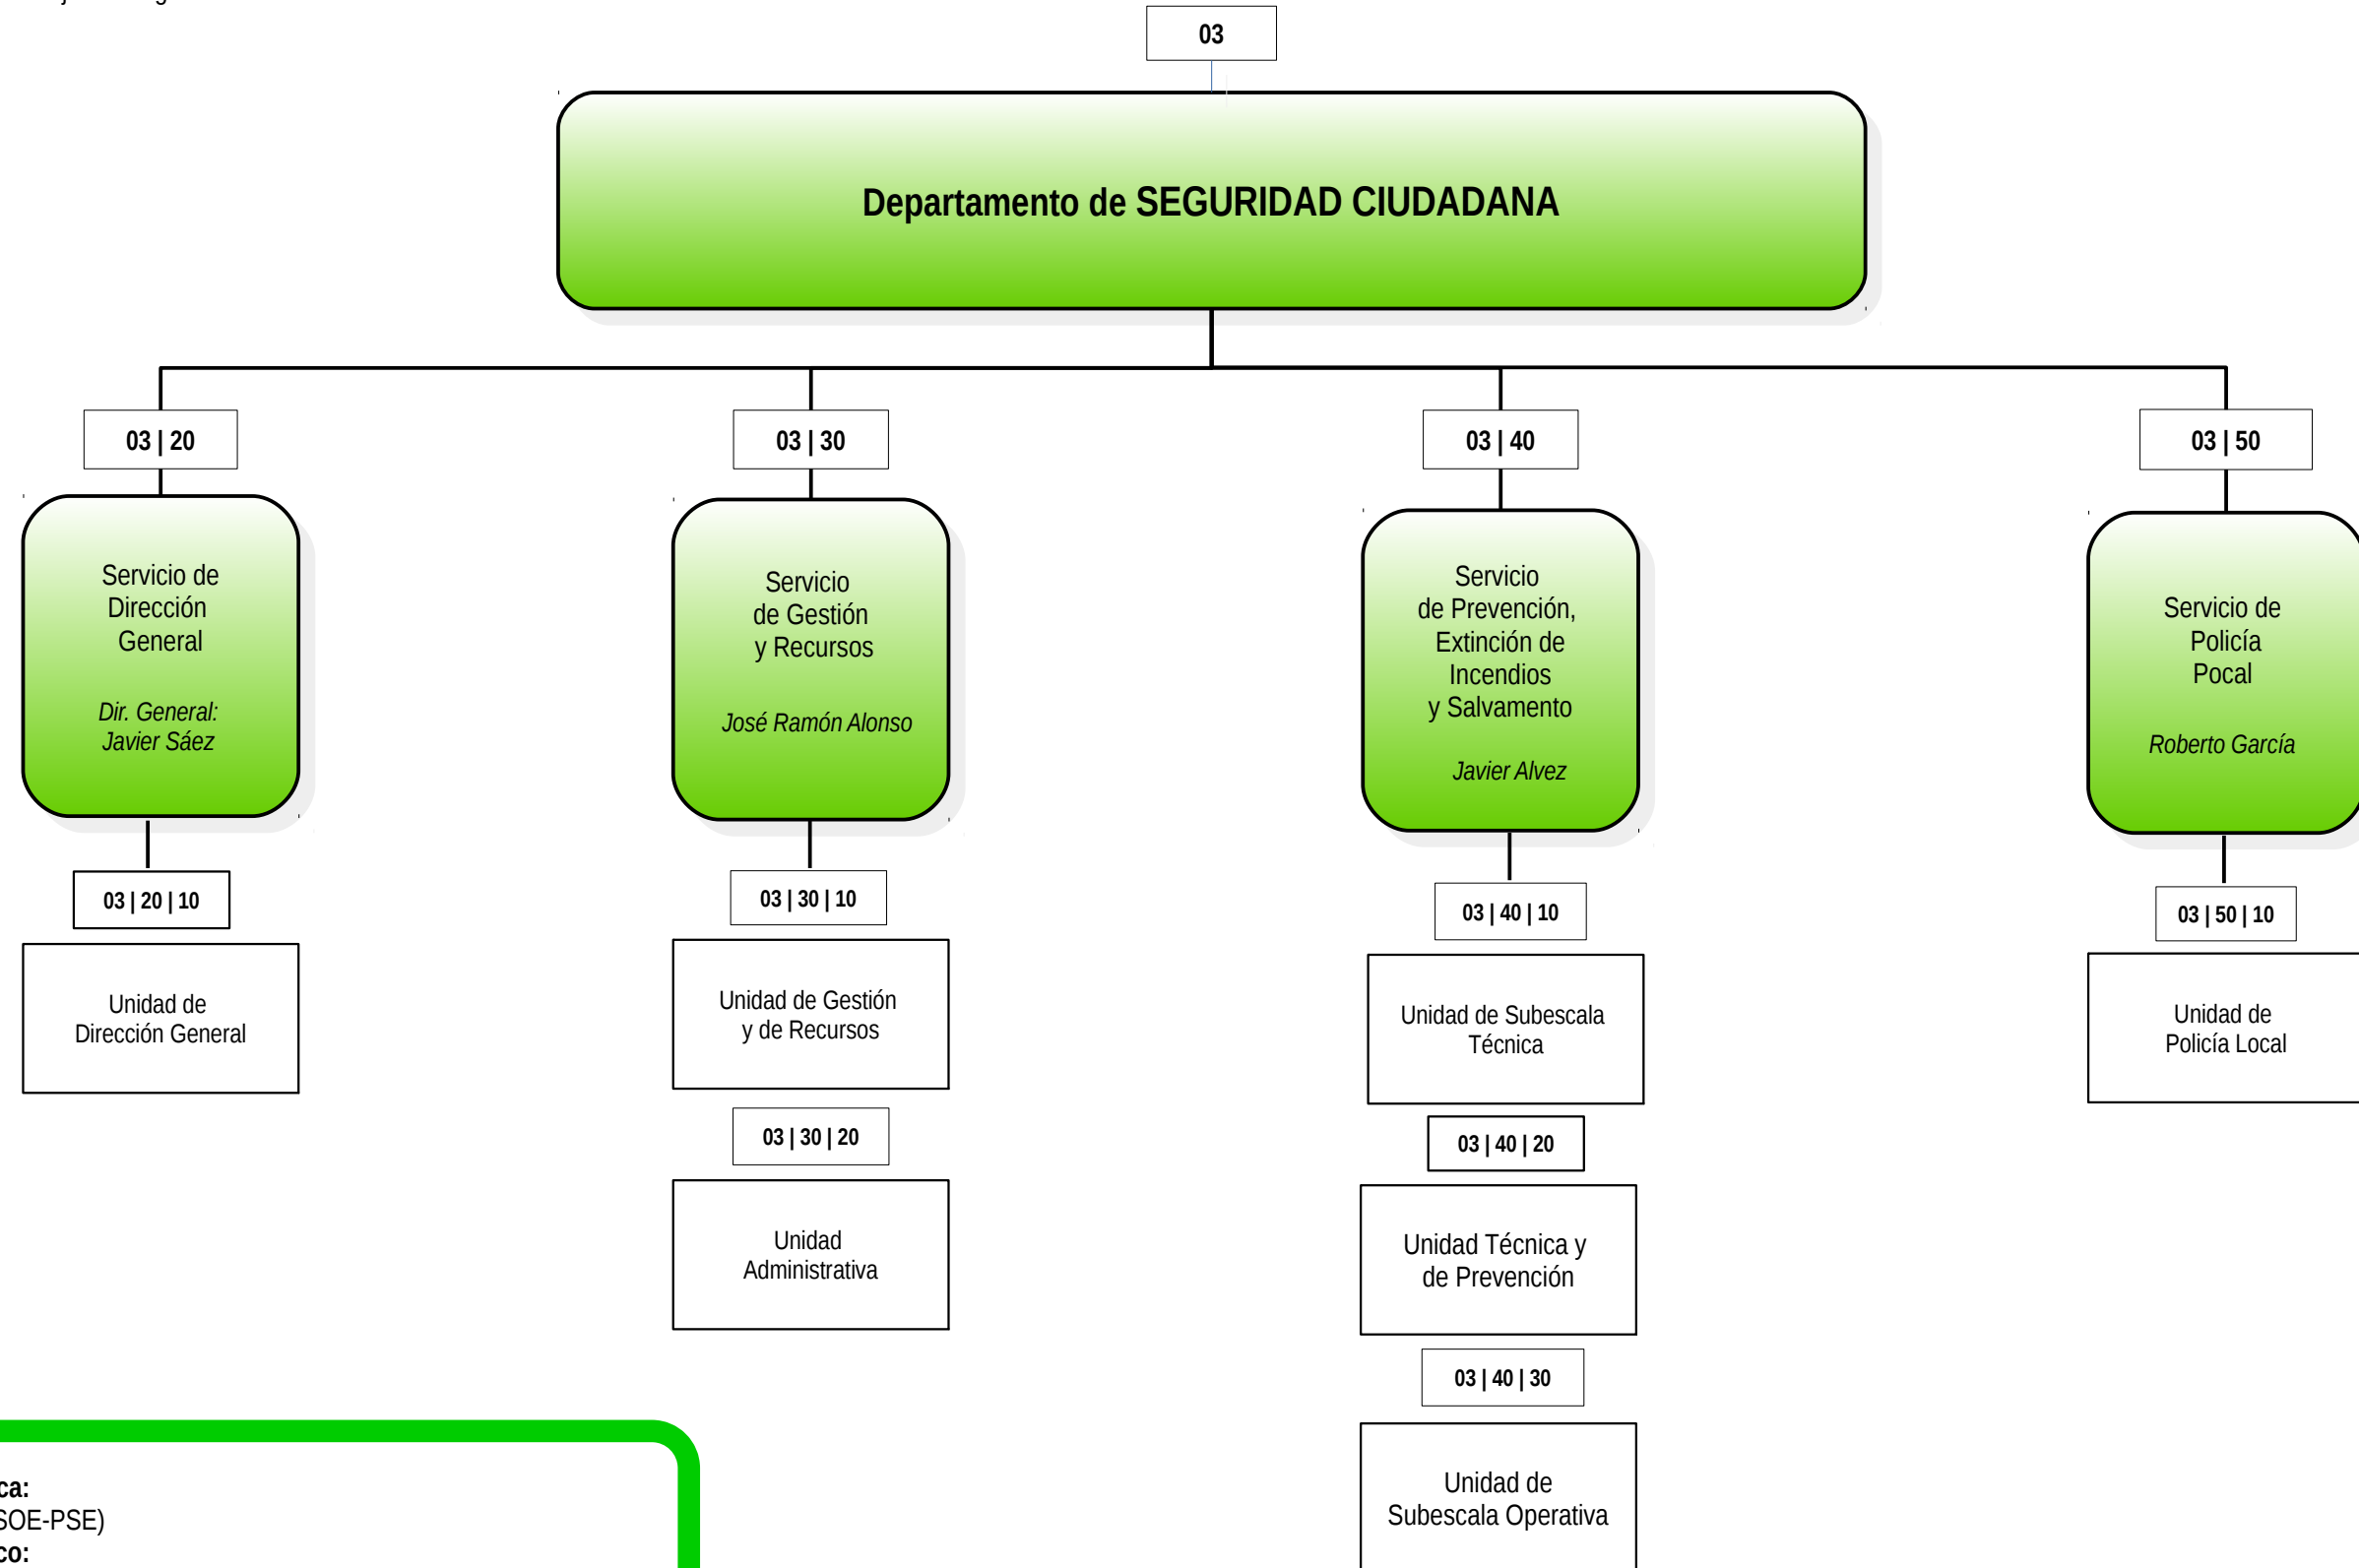 03
Departamento de SEGURIDAD CIUDADANA
03 | 20
03 | 30
03 | 40
03 | 50
Servicio de
Dirección
General
Dir. General:
Javier Sáez
Servicio
de Gestión
y Recursos
José Ramón Alonso
Servicio
de Prevención,
Extinción de
Incendios
y Salvamento
Javier Alvez
Servicio de
Policía
Pocal
Roberto García
03 | 20 | 10
Unidad de
Dirección General
03 | 30 | 10
Unidad de Gestión
y de Recursos
03 | 30 | 20
Unidad
Administrativa
03 | 40 | 10
Unidad de Subescala
Técnica
03 | 40 | 20
Unidad Técnica y
de Prevención
03 | 40 | 30
Unidad de
Subescala Operativa
03 | 50 | 10
Unidad de
Policía Local
ca:
SOE-PSE)
co: